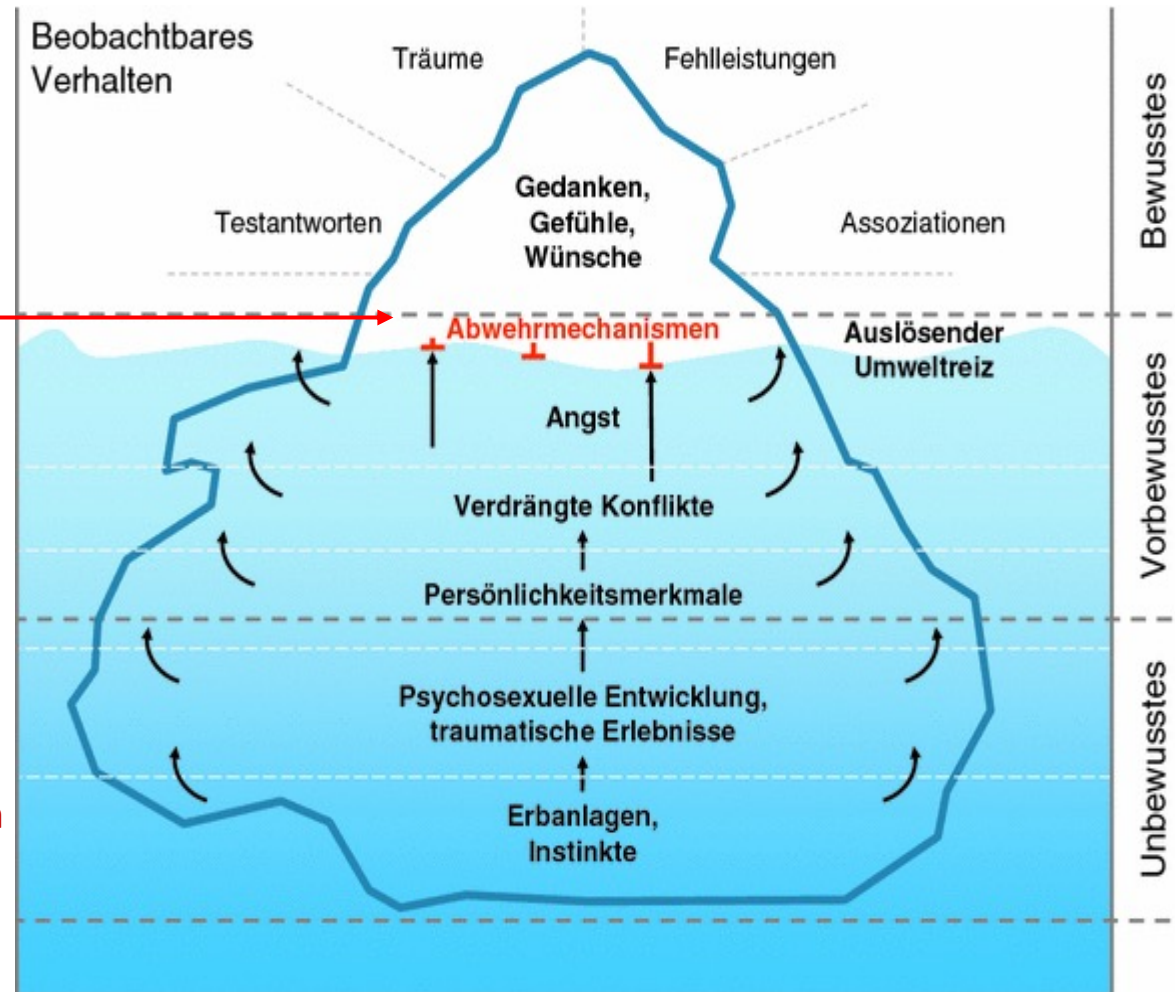 Beobachtbares
Verhalten
Träume
Fehlleistungen
Gedanken,
Gefühle,
Wünsche
Testantworten
Assoziationen
Bewusstes
Abwehrmechanismen
Auslösender
Umweltreiz
Angst
Verdrängte Konflikte
Persönlichkeitsmerkmale
Vorbewusstes
Psychosexuelle Entwicklung,
traumatische Erlebnisse
Erbanlagen,
Instinkte
Unbewusstes